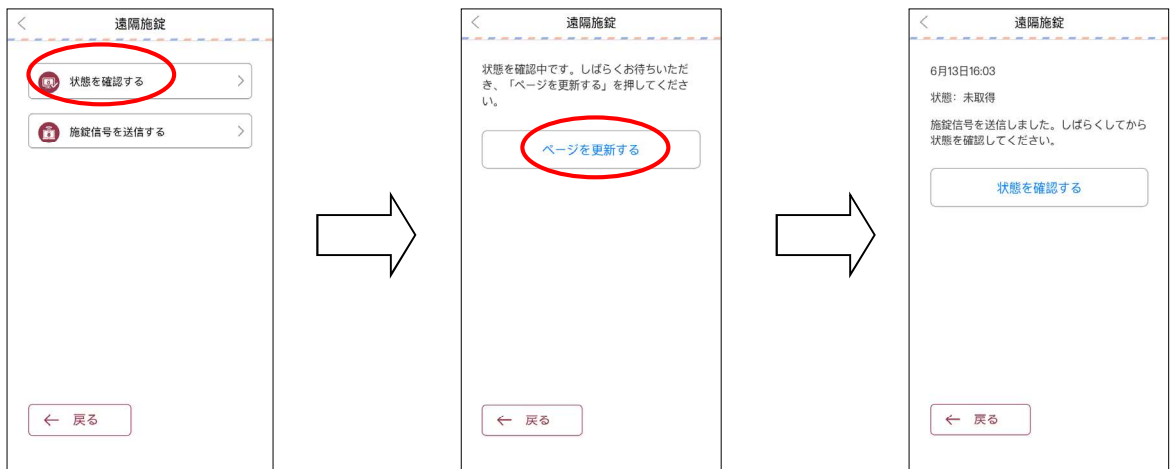 遠隔施錠
状態を確認する
施錠信号を送信する
戻る
遠隔施錠
状態を確認中です。しばらくお待ちいただ
き、「ページを更新する」を押してくださ
い。
ページを更新する
戻る
遠隔施錠
6月13日16:03
状態：未取得
施錠信号を送信しました。しばらくしてから
状態を確認してください。
状態を確認する
戻る